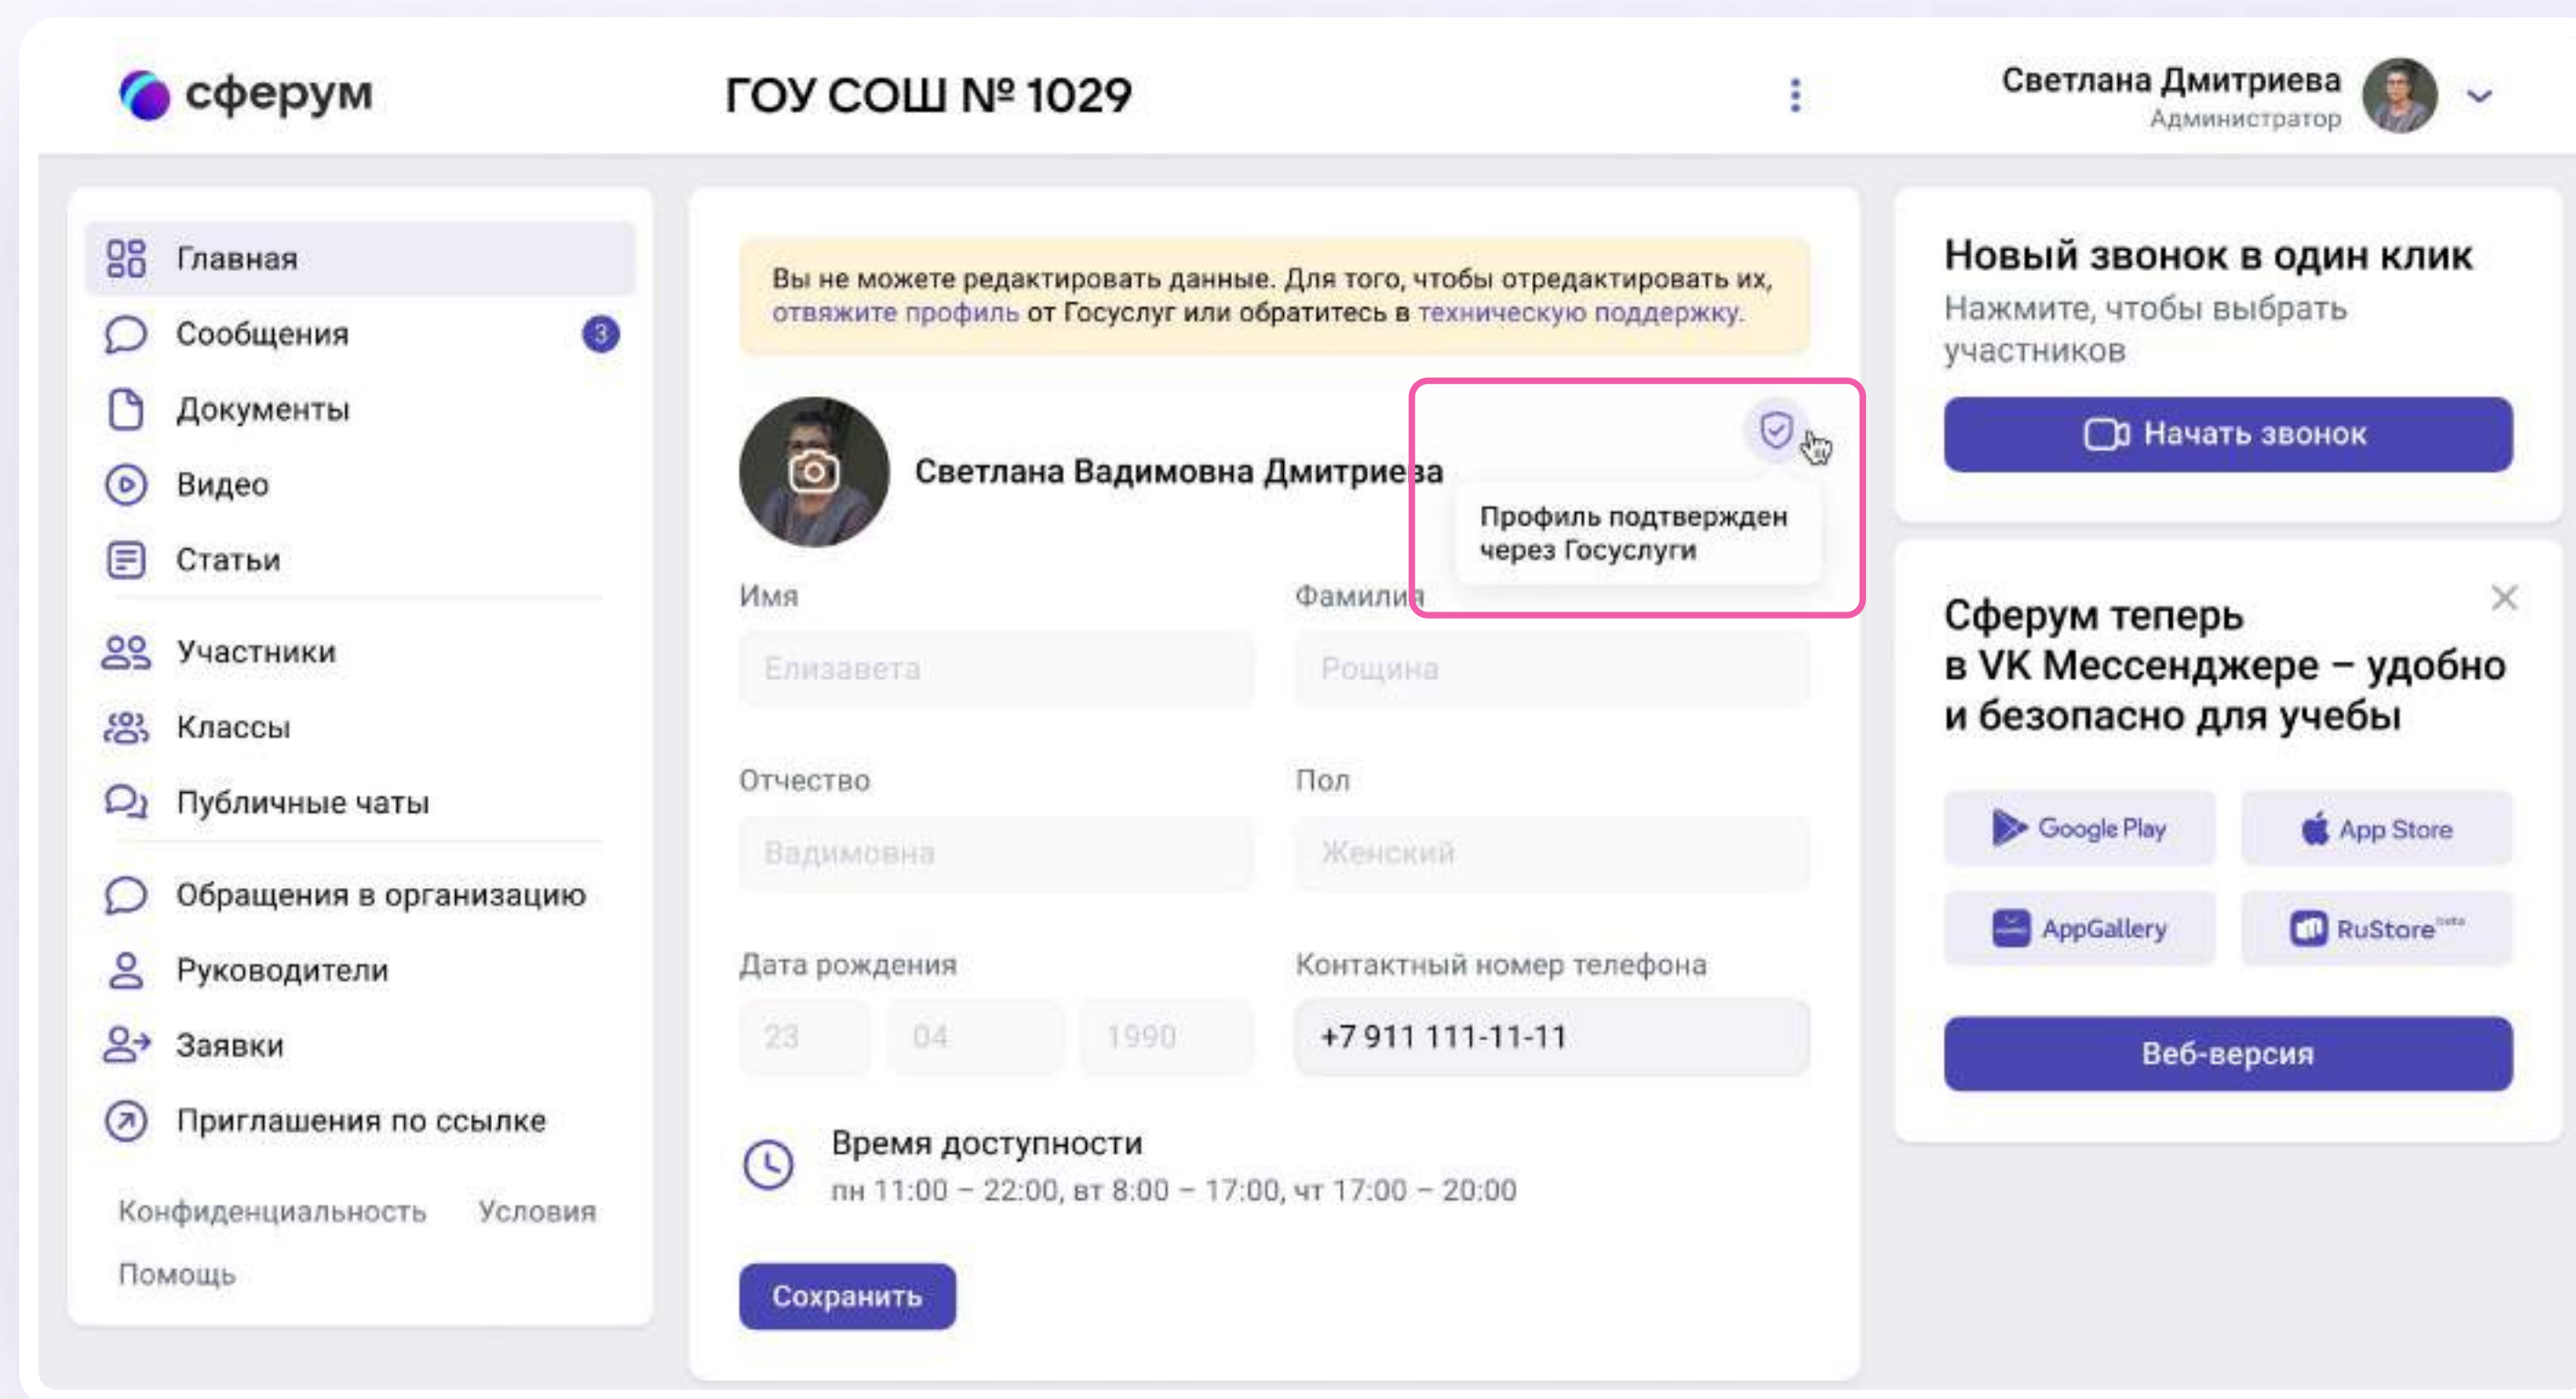 сферум
ГОУ СОШ № 1029
Светлана Дмитриева
Администратор
Главная
Сообщения 3
Документы
Видео
Статьи
Участники
Классы
Публичные чаты
Обращения в организацию
Руководители
Заявки
Приглашения по ссылке
Конфиденциальность Условия
Помощь
Вы не можете редактировать данные. Для того, чтобы отредактировать их,
отвяжите профиль от Госуслуг или обратитесь в техническую поддержку.
Светлана Вадимовна Дмитриева
Профиль подтвержден
через Госуслуги
Имя Фамилия
Елизавета Рощина
Отчество Пол
Вадимовна Женский
Дата рождения Контактный номер телефона
23 04 1990 +7 911 111-11-11
Время доступности
пн 11:00 – 22:00, вт 8:00 – 17:00, чт 17:00 – 20:00
Сохранить
Новый звонок в один клик
Нажмите, чтобы выбрать
участников
Начать звонок
Сферум теперь
в VK Мессенджере – удобно
и безопасно для учебы
Google Play App Store
AppGallery RuStore beta
Веб-версия